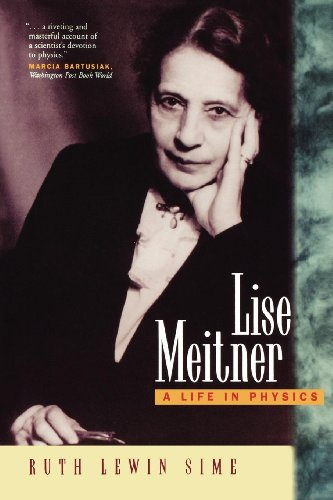 ". . . a riveting and
masterful account of
a scientist's devotion
to physics."
MARCIA BARTUSIAK,
Washington Post Book World
Lise
Meitner
A LIFE IN PHYSICS
RUTH LEWIN SIME